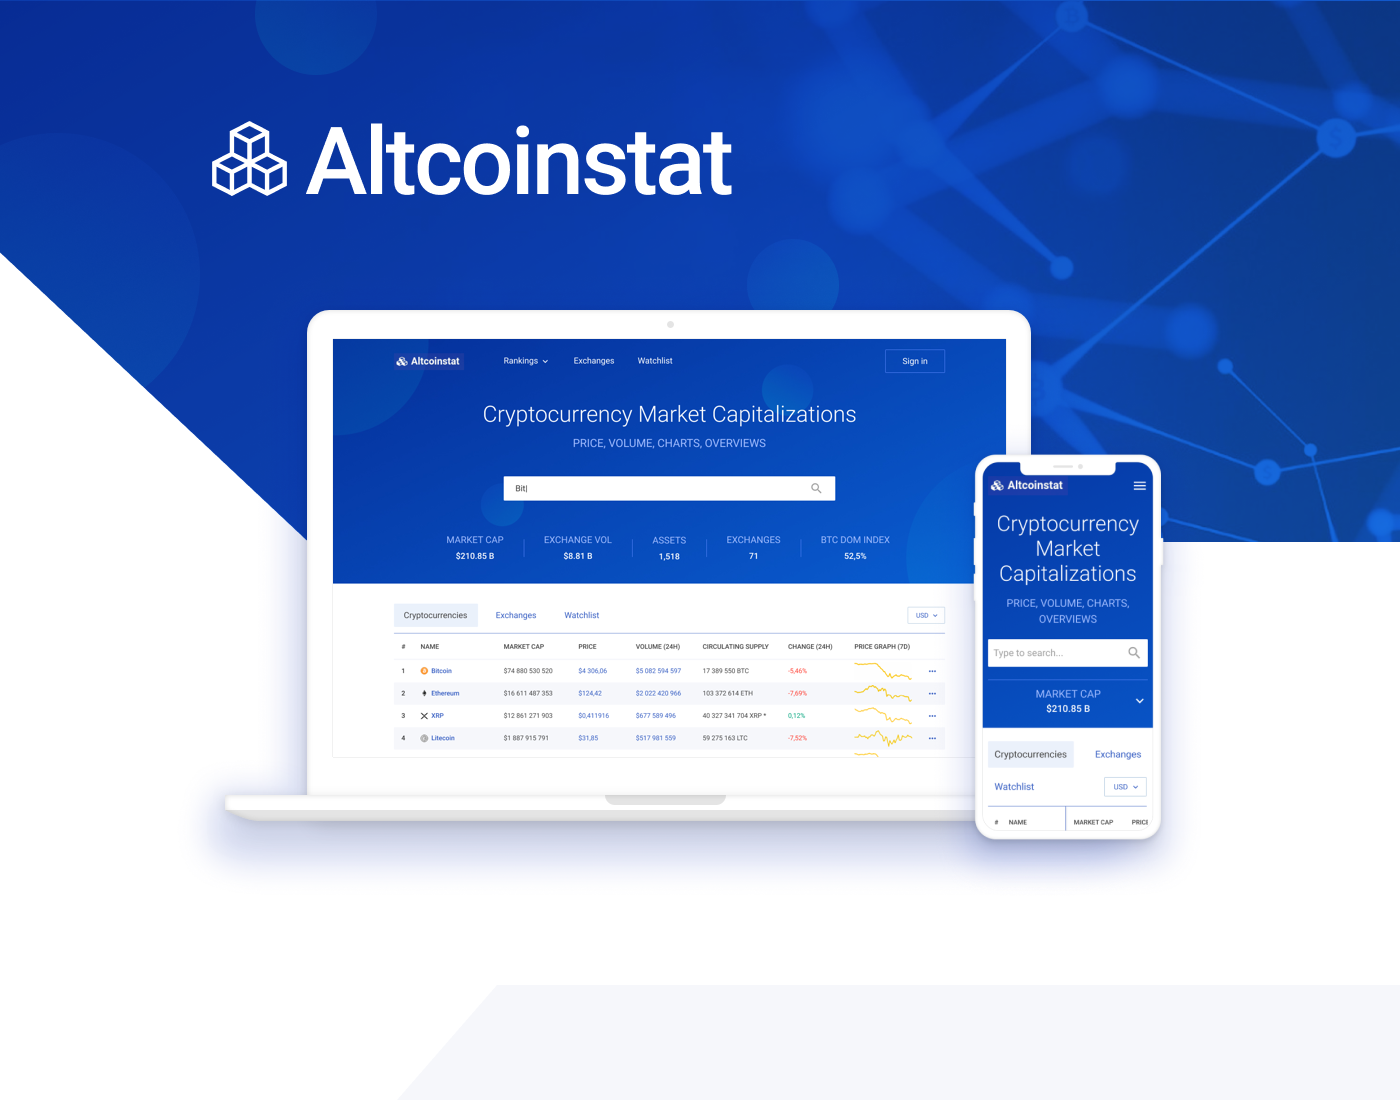 Altcoinstat
Altcoinstat Rankings Exchanges Watchlist Sign in
Cryptocurrency Market Capitalizations
PRICE, VOLUME, CHARTS, OVERVIEWS
Bit|
MARKET CAP EXCHANGE VOL ASSETS EXCHANGES BTC DOM INDEX
$210.85 B $8.81 B 1,518 71 52,5%
Cryptocurrencies Exchanges Watchlist USD
# NAME MARKET CAP PRICE VOLUME (24H) CIRCULATING SUPPLY CHANGE (24H) PRICE GRAPH (7D)
1 Bitcoin $74 880 530 520 $4 306,06 $5 082 594 597 17 389 550 BTC -5,46%
2 Ethereum $16 611 487 353 $124,42 $2 022 420 966 103 372 614 ETH -7,69%
3 XRP $12 861 271 903 $0,411916 $677 589 496 40 327 341 704 XRP * 0,12%
4 Litecoin $1 887 915 791 $31,85 $517 981 559 59 275 163 LTC -7,52%
Altcoinstat
Cryptocurrency
Market
Capitalizations
PRICE, VOLUME, CHARTS,
OVERVIEWS
Type to search...
MARKET CAP
$210.85 B
Cryptocurrencies Exchanges
Watchlist USD
# NAME MARKET CAP PRICE